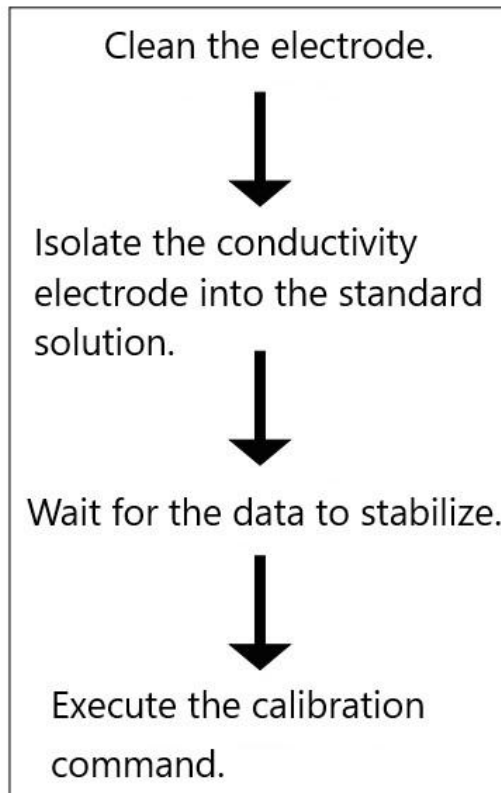 Clean the electrode.
Isolate the conductivity
electrode into the standard
solution.
Wait for the data to stabilize.
Execute the calibration
command.